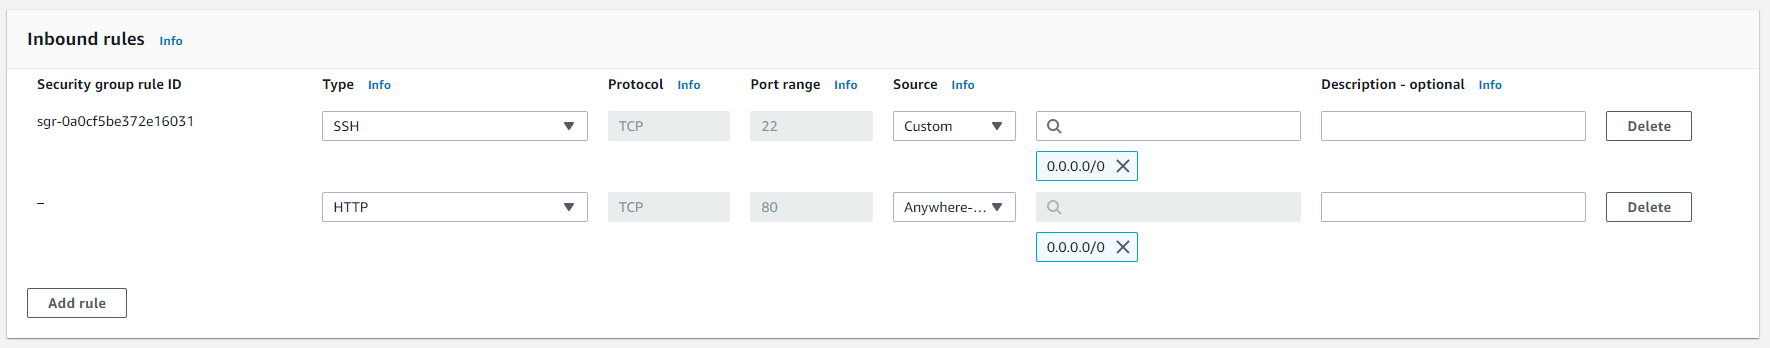 Inbound rules Info
Security group rule ID Type Info Protocol Info Port range Info Source Info Description - optional Info
sgr-0a0cf5be372e16031 SSH TCP 22 Custom Delete
0.0.0.0/0
– HTTP TCP 80 Anywhere-... Delete
0.0.0.0/0
Add rule